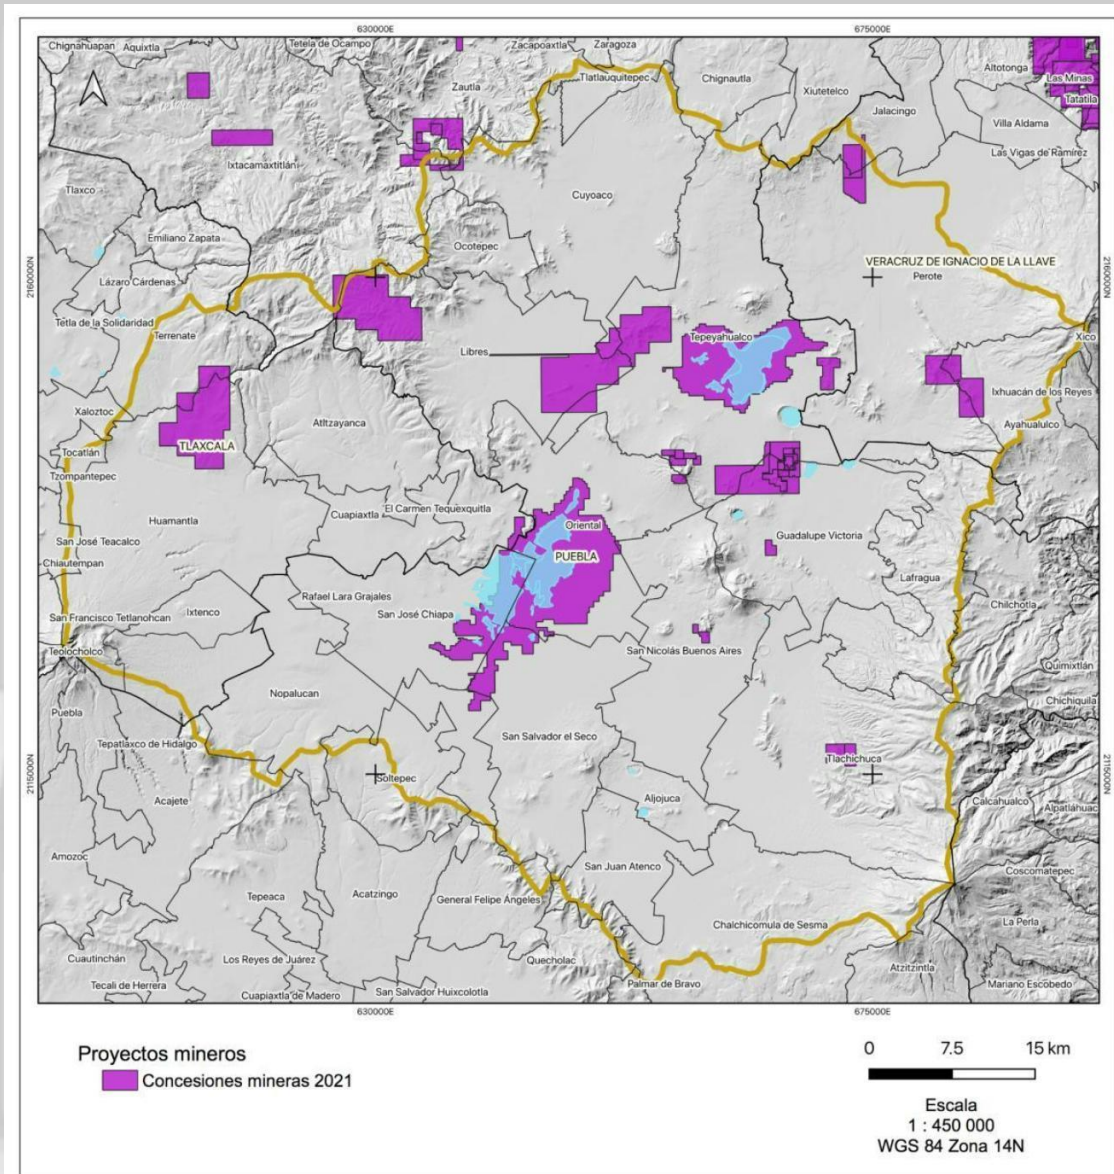 630000E
675000E
Chignahuapan
Aquixtla
Tetela de Ocampo
Zacapoaxtla
Zaragoza
Altotonga
Las Minas
Tatatila
Tlatlauquitepec
Chignautla
Xiutetelco
Zautla
Jalacingo
Villa Aldama
Las Vigas de Ramírez
Ixtacamaxtitlán
Tlaxco
Cuyoaco
Emiliano Zapata
Ocotepec
VERACRUZ DE IGNACIO DE LA LLAVE
Perote
2160000N
2160000N
Lázaro Cárdenas
Tetla de la Solidaridad
Terrenate
Tepeyahualco
Xico
Libres
Ixhuacán de los Reyes
Xaloztoc
Atltzayanca
Ayahualulco
TLAXCALA
Tocatlán
Tzompantepec
El Carmen Tequexquitla
Cuapiaxtla
Huamantla
Oriental
Guadalupe Victoria
San José Teacalco
PUEBLA
Chiautempan
Lafragua
Rafael Lara Grajales
Chilchotla
Ixtenco
San José Chiapa
San Francisco Tetlanohcan
Teolocholco
San Nicolás Buenos Aires
Quimixtlán
Nopalucan
Chichiquila
Puebla
San Salvador el Seco
Tepatlaxco de Hidalgo
Tlachichuca
Soltepec
2115000N
2115000N
Acajete
Aljojuca
Calcahualco
Alpatláhuac
Amozoc
San Juan Atenco
Coscomatepec
Tepeaca
Acatzingo
General Felipe Ángeles
La Perla
Chalchicomula de Sesma
Cuautinchán
Los Reyes de Juárez
Quecholac
Atzitzintla
Tecali de Herrera
Cuapiaxtla de Madero
San Salvador Huixcolotla
Palmar de Bravo
Mariano Escobedo
630000E
675000E
Proyectos mineros
Concesiones mineras 2021
0 7.5 15 km
Escala
1 : 450 000
WGS 84 Zona 14N